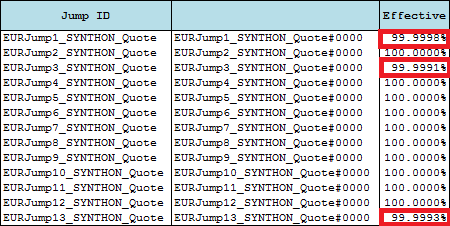 Jump ID Effective
EURJump1_SYNTHON_Quote EURJump1_SYNTHON_Quote#0000 99.9998%
EURJump2_SYNTHON_Quote EURJump2_SYNTHON_Quote#0000 100.0000%
EURJump3_SYNTHON_Quote EURJump3_SYNTHON_Quote#0000 99.9991%
EURJump4_SYNTHON_Quote EURJump4_SYNTHON_Quote#0000 100.0000%
EURJump5_SYNTHON_Quote EURJump5_SYNTHON_Quote#0000 100.0000%
EURJump6_SYNTHON_Quote EURJump6_SYNTHON_Quote#0000 100.0000%
EURJump7_SYNTHON_Quote EURJump7_SYNTHON_Quote#0000 100.0000%
EURJump8_SYNTHON_Quote EURJump8_SYNTHON_Quote#0000 100.0000%
EURJump9_SYNTHON_Quote EURJump9_SYNTHON_Quote#0000 100.0000%
EURJump10_SYNTHON_Quote EURJump10_SYNTHON_Quote#0000 100.0000%
EURJump11_SYNTHON_Quote EURJump11_SYNTHON_Quote#0000 100.0000%
EURJump12_SYNTHON_Quote EURJump12_SYNTHON_Quote#0000 100.0000%
EURJump13_SYNTHON_Quote EURJump13_SYNTHON_Quote#0000 99.9993%